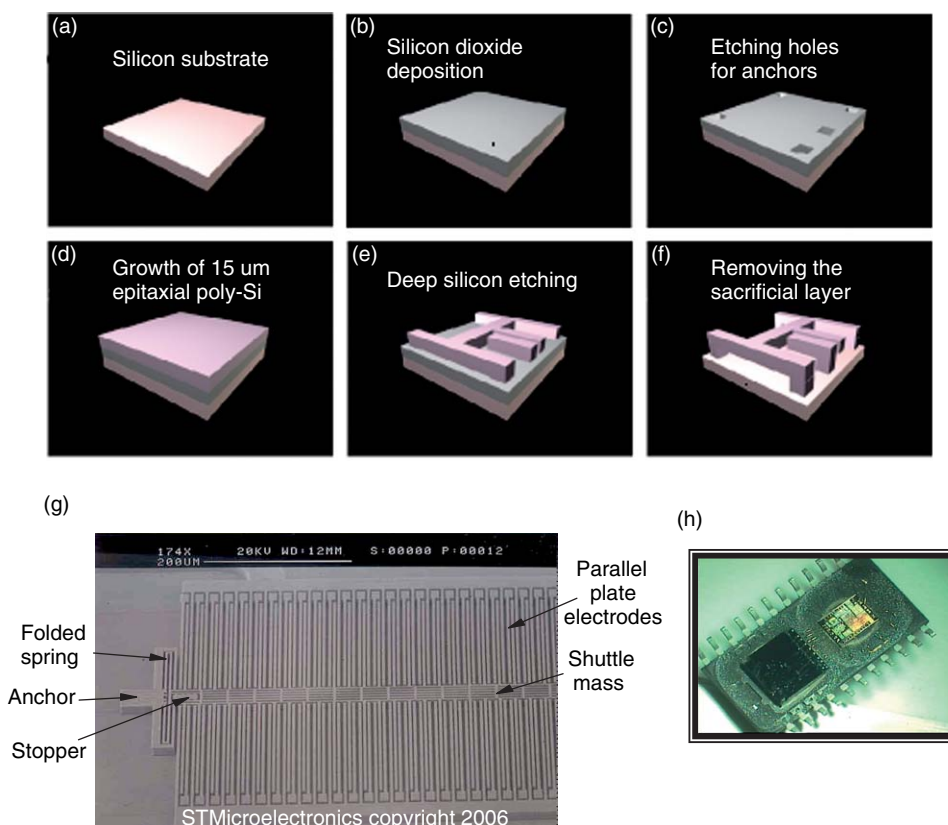 (a)
Silicon substrate
(b)
Silicon dioxide
deposition
(c)
Etching holes
for anchors
(d)
Growth of 15 um
epitaxial poly-Si
(e)
Deep silicon etching
(f)
Removing the
sacrificial layer
(g)
174X 20KV WD:12MM S:00000 P:00012
200UM
Folded
spring
Anchor
Stopper
Parallel
plate
electrodes
Shuttle
mass
STMicroelectronics copyright 2006
(h)